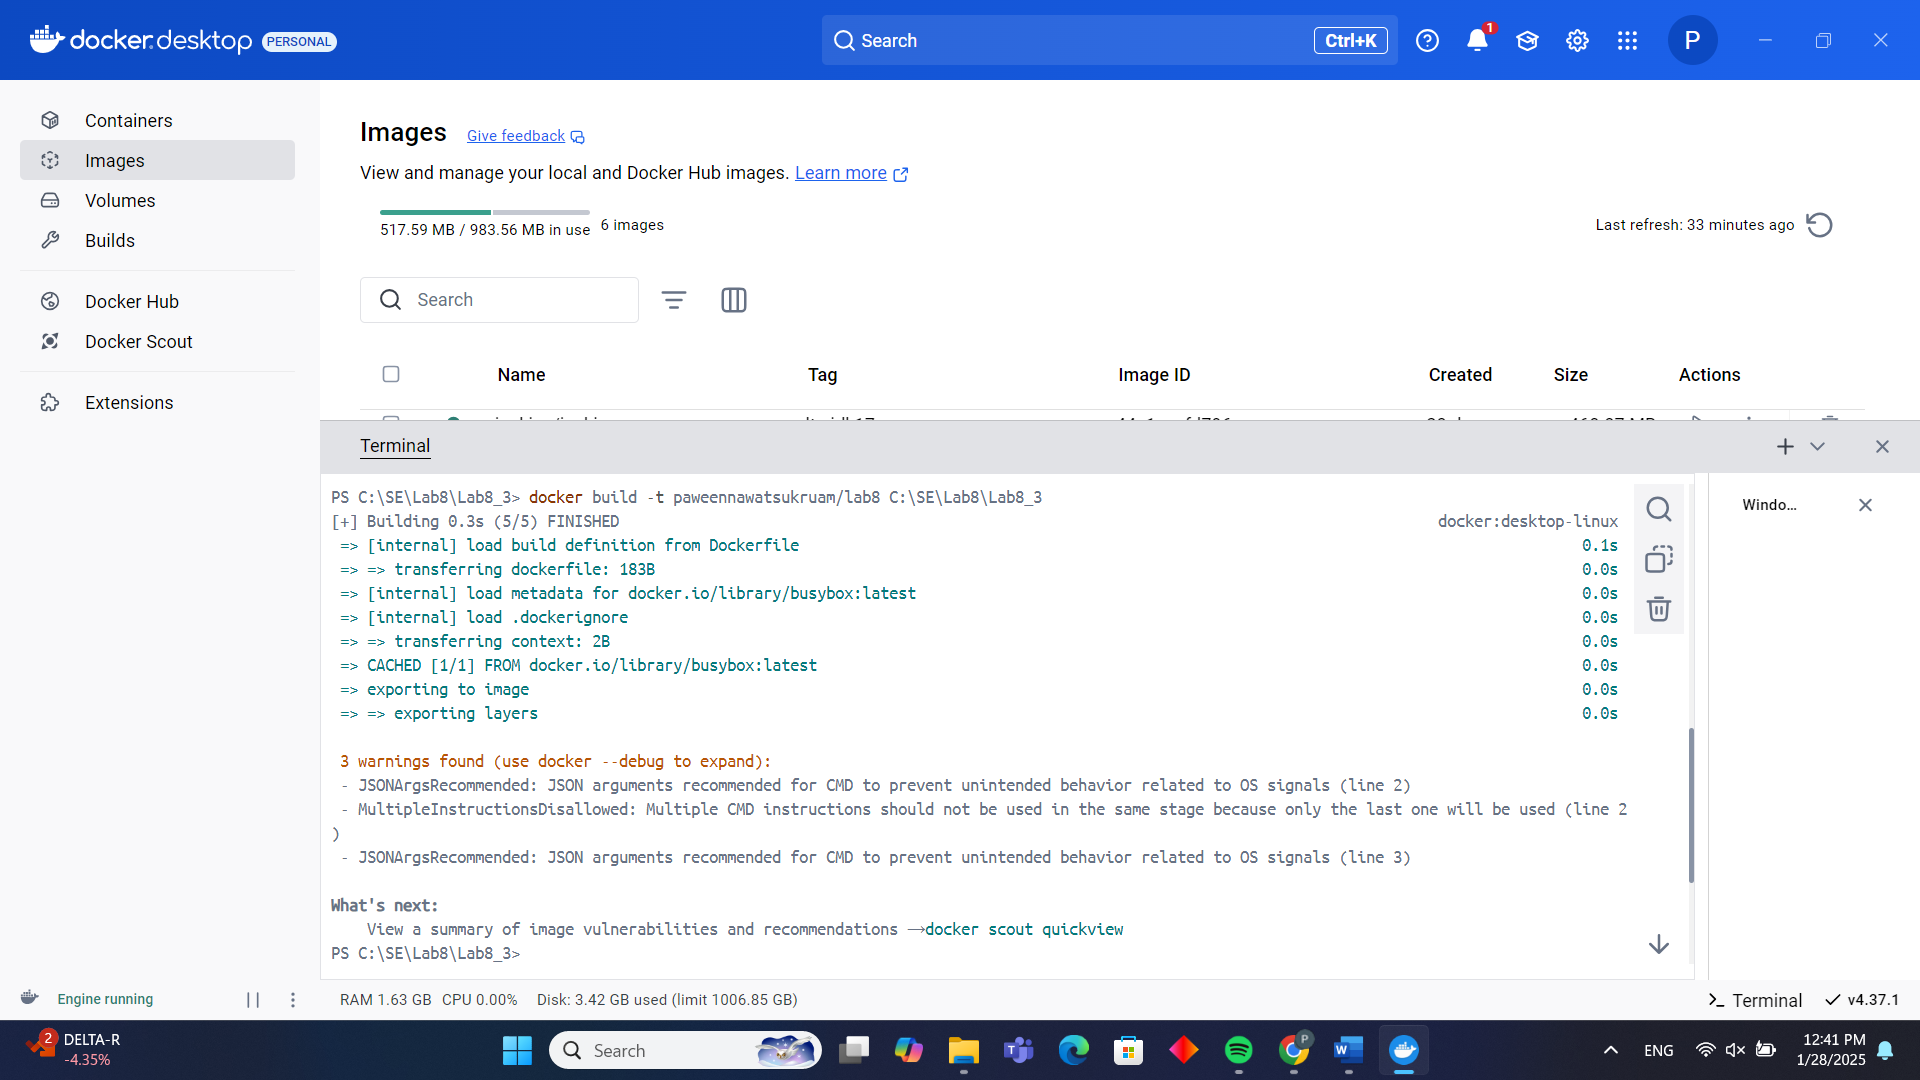 docker.desktop PERSONAL
Search Ctrl+K
1
P
Containers
Images
Volumes
Builds
Docker Hub
Docker Scout
Extensions
Images Give feedback
View and manage your local and Docker Hub images. Learn more
517.59 MB / 983.56 MB in use 6 images
Last refresh: 33 minutes ago
Search
Name Tag Image ID Created Size Actions
Terminal
PS C:\SE\Lab8\Lab8_3> docker build -t paweennawatsukruam/lab8 C:\SE\Lab8\Lab8_3
[+] Building 0.3s (5/5) FINISHED docker:desktop-linux
=> [internal] load build definition from Dockerfile 0.1s
=> => transferring dockerfile: 183B 0.0s
=> [internal] load metadata for docker.io/library/busybox:latest 0.0s
=> [internal] load .dockerignore 0.0s
=> => transferring context: 2B 0.0s
=> CACHED [1/1] FROM docker.io/library/busybox:latest 0.0s
=> exporting to image 0.0s
=> => exporting layers 0.0s
3 warnings found (use docker --debug to expand):
- JSONArgsRecommended: JSON arguments recommended for CMD to prevent unintended behavior related to OS signals (line 2)
- MultipleInstructionsDisallowed: Multiple CMD instructions should not be used in the same stage because only the last one will be used (line 2
)
- JSONArgsRecommended: JSON arguments recommended for CMD to prevent unintended behavior related to OS signals (line 3)
What's next:
View a summary of image vulnerabilities and recommendations → docker scout quickview
PS C:\SE\Lab8\Lab8_3>
Windo...
Engine running
RAM 1.63 GB CPU 0.00% Disk: 3.42 GB used (limit 1006.85 GB)
>_ Terminal
v4.37.1
2
DELTA-R
-4.35%
Search
P
W
ENG
12:41 PM
1/28/2025